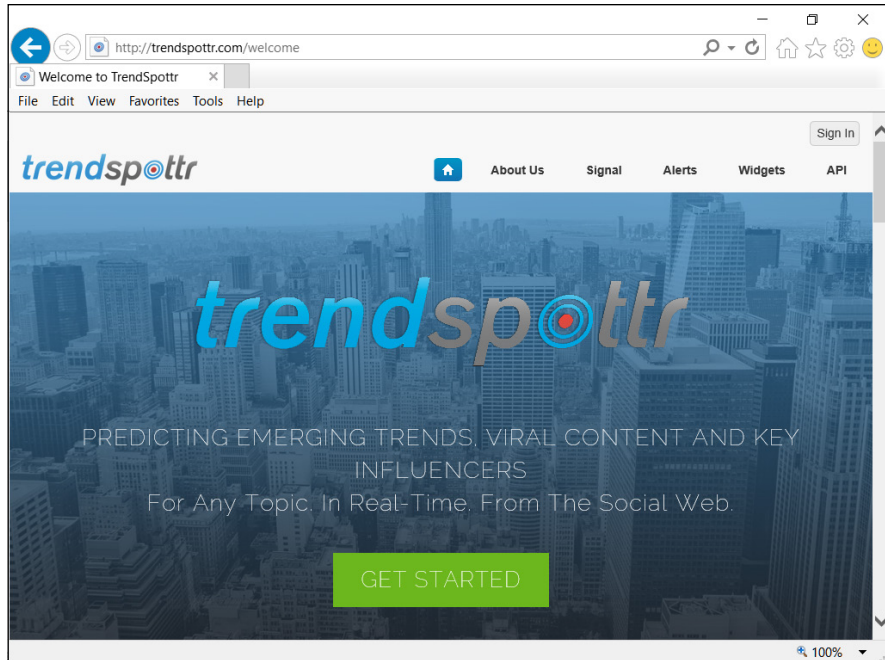 http://trendspottr.com/welcome
Welcome to TrendSpottr
File Edit View Favorites Tools Help
Sign In
trendspottr
About Us Signal Alerts Widgets API
trendspottr
PREDICTING EMERGING TRENDS, VIRAL CONTENT AND KEY
INFLUENCERS
For Any Topic. In Real-Time. From The Social Web.
GET STARTED
100%